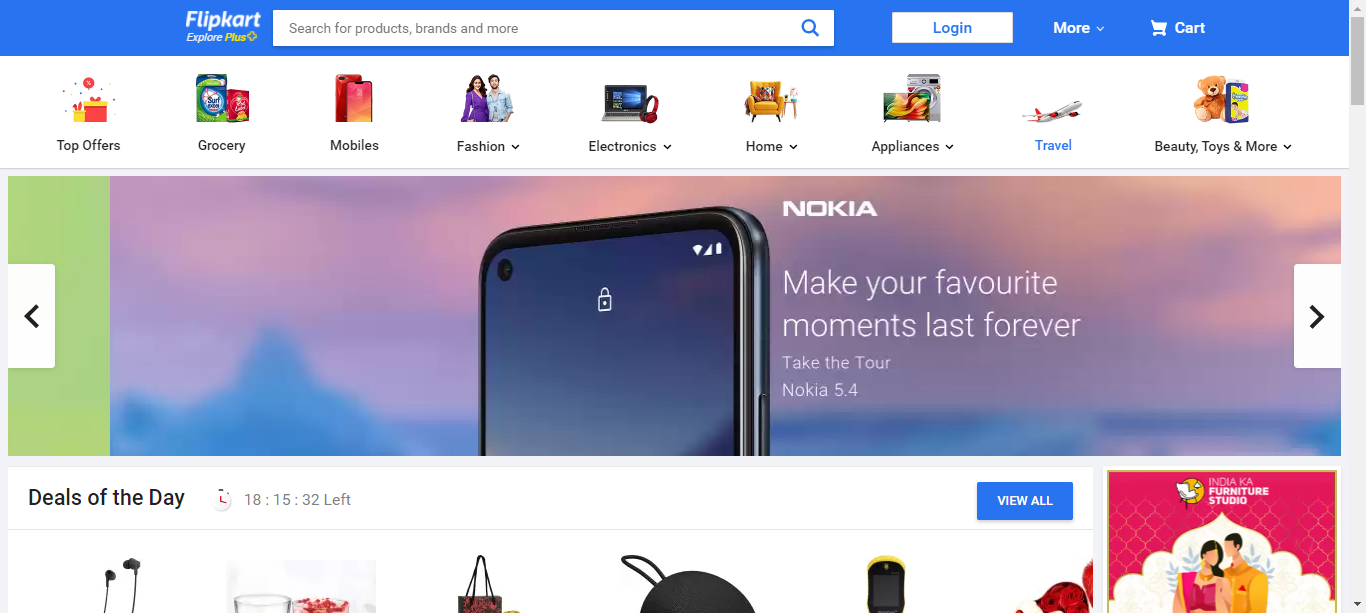 Flipkart
Explore Plus
Search for products, brands and more
Login
More
Cart
Top Offers
Grocery
Mobiles
Fashion
Electronics
Home
Appliances
Travel
Beauty, Toys & More
NOKIA
Make your favourite
moments last forever
Take the Tour
Nokia 5.4
Deals of the Day
18 : 15 : 32 Left
VIEW ALL
INDIA KA
FURNITURE
STUDIO